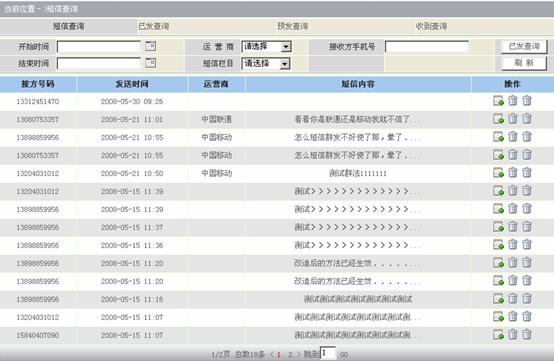 当前位置－>短信查询
短信查询 已发查询 预发查询 收到查询
开始时间 运 营 商 请选择 接收方手机号 已发查询
结束时间 短信栏目 请选择 刷 新
接方号码 发送时间 运营商 短信内容 操作
13312451470 2008-05-30 09:26
13080753357 2008-05-21 11:01 中国联通 看看你是联通还是移动我就不信了...
13898859956 2008-05-21 10:55 中国移动 怎么短信群发不好使了那，晕了．...
13080753357 2008-05-21 10:55 中国移动 怎么短信群发不好使了那，晕了．...
13204031012 2008-05-21 10:50 中国移动 测试群法1111111
13204031012 2008-05-15 11:39 测试＞＞＞＞＞＞＞＞＞＞＞＞＞...
13898859956 2008-05-15 11:39 测试＞＞＞＞＞＞＞＞＞＞＞＞＞...
13898859956 2008-05-15 11:37 测试＞＞＞＞＞＞＞＞＞＞＞＞＞...
13898859956 2008-05-15 11:36 测试＞＞＞＞＞＞＞＞＞＞＞＞＞...
13898859956 2008-05-15 11:20 改造后的方法已经生效．．．．．...
13898859956 2008-05-15 11:20 改造后的方法已经生效．．．．．...
13898859956 2008-05-15 11:16 测试测试测试测试测试测试测试
13204031012 2008-05-15 11:07 测试测试测试测试测试测试测试测...
15840407090 2008-05-15 11:07 测试测试测试测试测试测试测试测...
1/2页 总数18条 < 1. 2. > 跳到 1 GO